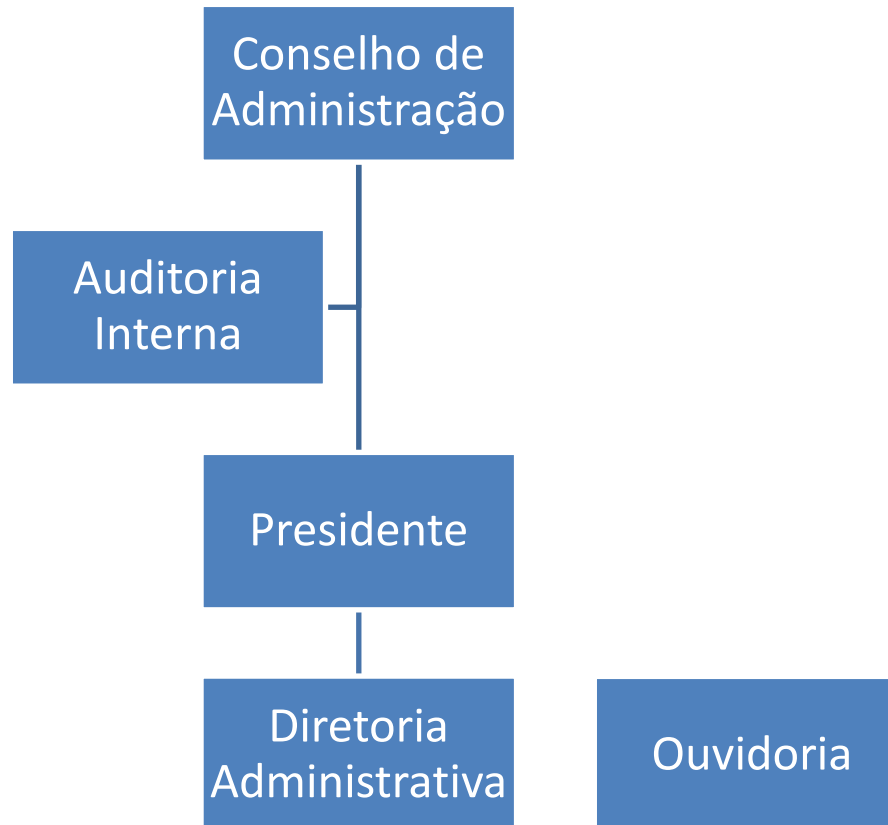 Conselho de
Administração
Auditoria
Interna
Presidente
Diretoria
Administrativa
Ouvidoria